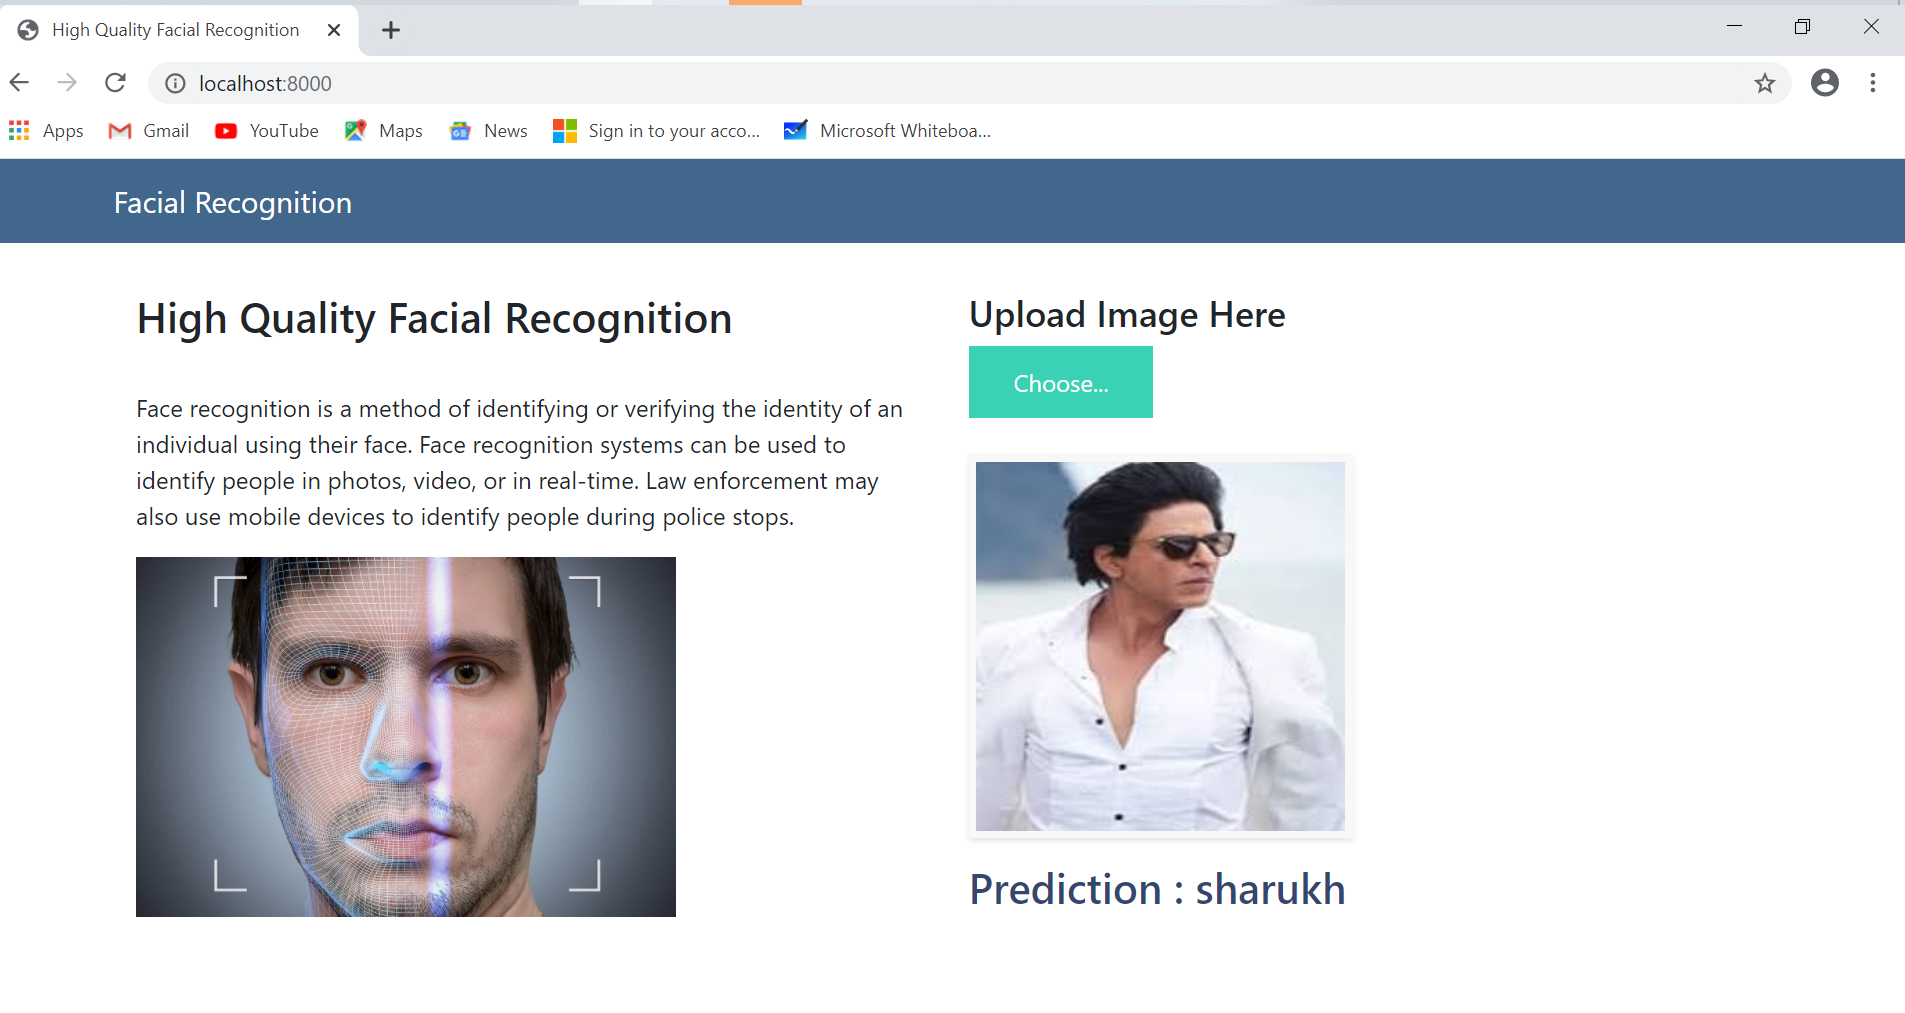 High Quality Facial Recognition
localhost:8000
Apps Gmail YouTube Maps News Sign in to your acco... Microsoft Whiteboa...
Facial Recognition
High Quality Facial Recognition
Face recognition is a method of identifying or verifying the identity of an
individual using their face. Face recognition systems can be used to
identify people in photos, video, or in real-time. Law enforcement may
also use mobile devices to identify people during police stops.
Upload Image Here
Choose...
Prediction : sharukh